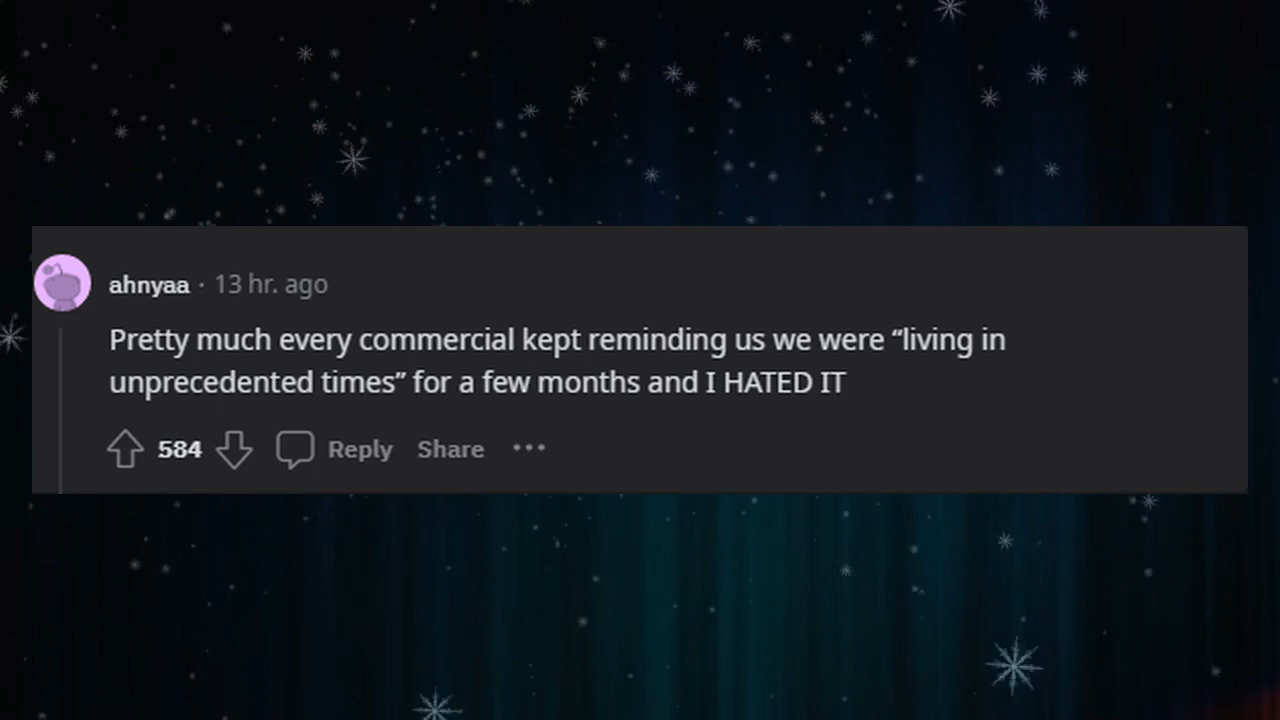 ahnyaa · 13 hr. ago
Pretty much every commercial kept reminding us we were “living in
unprecedented times” for a few months and I HATED IT
584 Reply Share ···